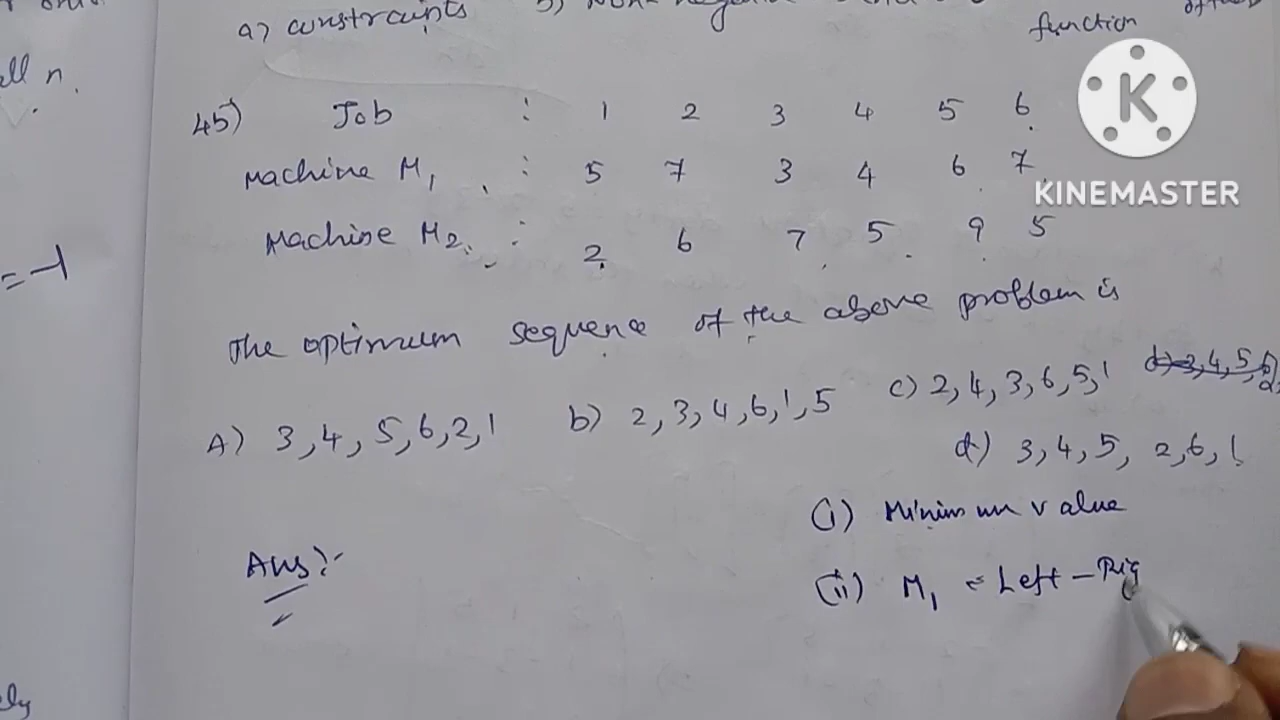 a) constraints
function
all n.
45) Job : 1 2 3 4 5 6
Machine M1 : 5 7 3 4 6 7
Machine M2 : 2 6 7 5 9 5
= -1
The optimum sequence of the above problem is
A) 3, 4, 5, 6, 2, 1 b) 2, 3, 4, 6, 1, 5 c) 2, 4, 3, 6, 5, 1
d) 3, 4, 5, 2, 6, 1
(i) Minimum value
Ans:-
(ii) M1 = Left - Rig
ely
K
KINEMASTER